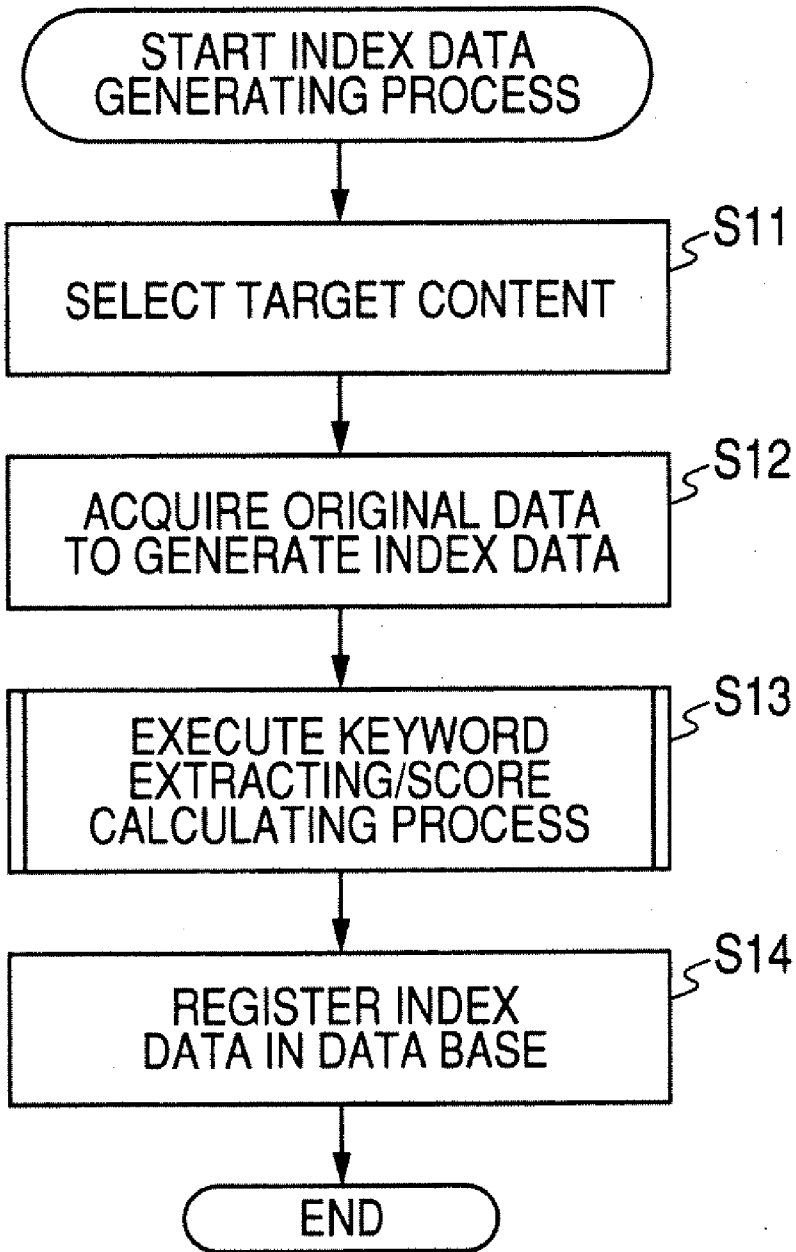 START INDEX DATA
GENERATING PROCESS
S11
SELECT TARGET CONTENT
S12
ACQUIRE ORIGINAL DATA
TO GENERATE INDEX DATA
S13
EXECUTE KEYWORD
EXTRACTING/SCORE
CALCULATING PROCESS
S14
REGISTER INDEX
DATA IN DATA BASE
END